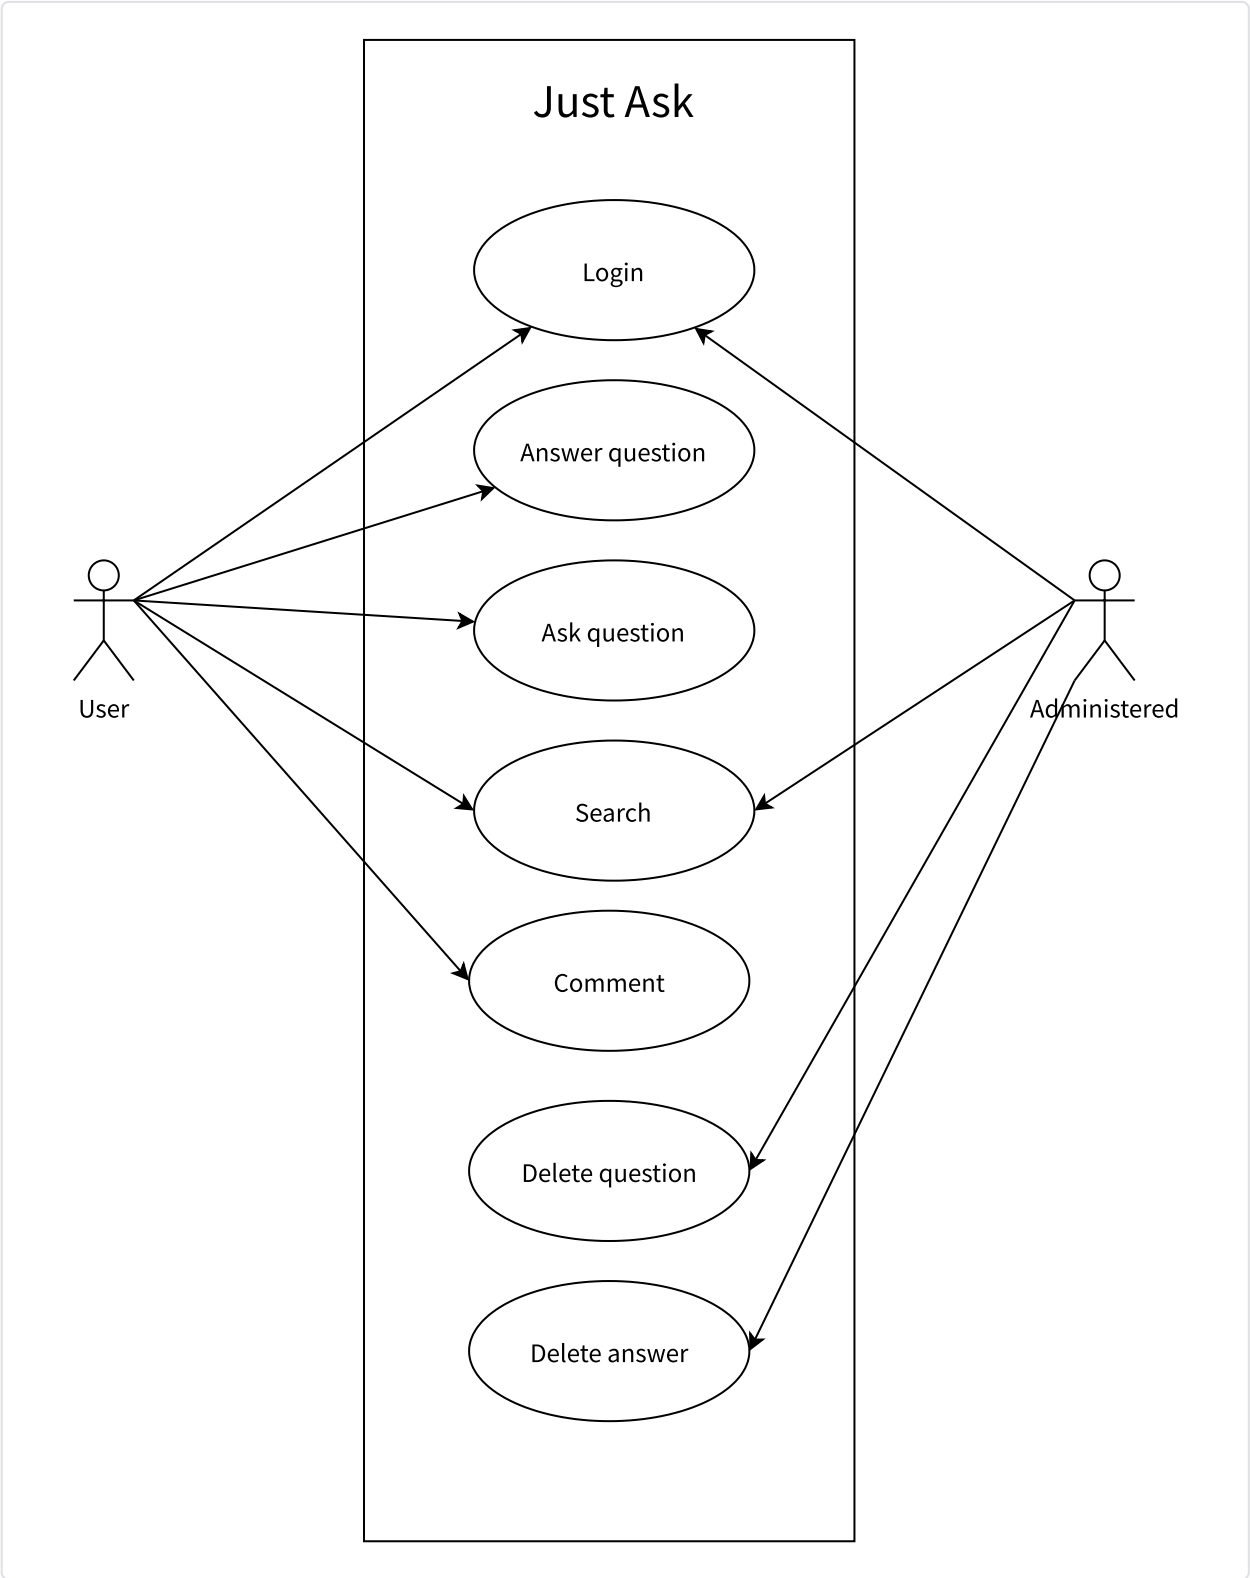 Just Ask
Login
Answer question
Ask question
User
Administered
Search
Comment
Delete question
Delete answer